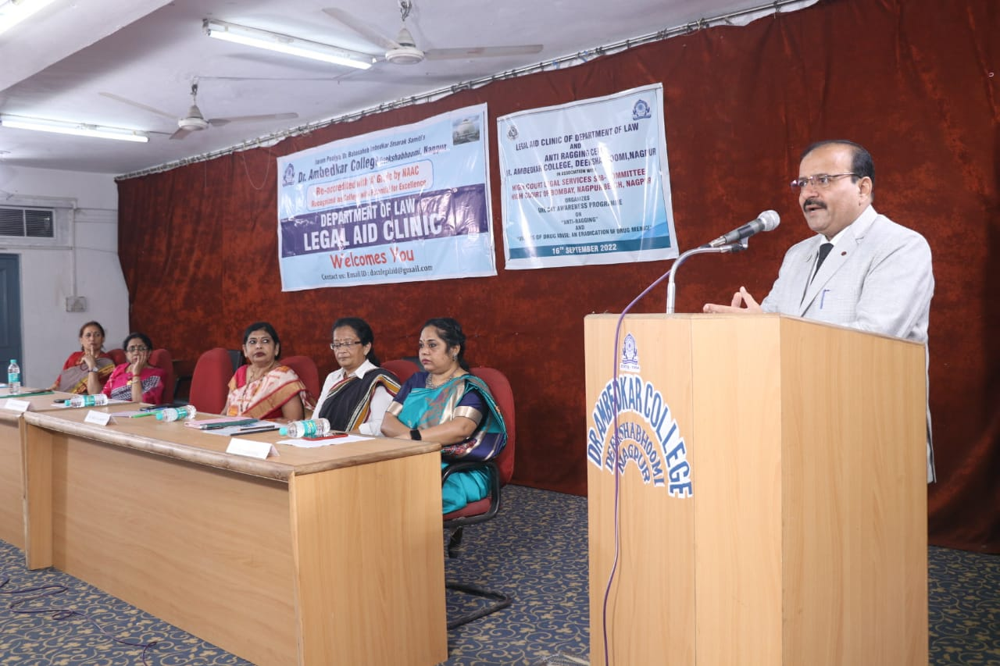 Param Poojya Dr. Babasaheb Ambedkar Smarak Samiti's
Dr. Ambedkar College, Deekshabhoomi, Nagpur
Re-accredited with 'A' Grade by NAAC
Recognized as College with Potential for Excellence
DEPARTMENT OF LAW
LEGAL AID CLINIC
Welcomes You
Contact us: Email ID : dacnlegalaid@gmail.com
LEGAL AID CLINIC OF DEPARTMENT OF LAW
AND
ANTI RAGGING CELL
DR. AMBEDKAR COLLEGE, DEEKSHABHOOMI, NAGPUR
IN ASSOCIATION WITH
HIGH COURT LEGAL SERVICES SUB-COMMITTEE
HIGH COURT OF BOMBAY, NAGPUR BENCH, NAGPUR
ORGANIZES
ONE DAY AWARENESS PROGRAMME
ON
"ANTI-RAGGING"
AND
OF DRUG ABUSE: AN ERADICATION OF DRUG MENACE"
16TH SEPTEMBER 2022
DR AMBEDKAR COLLEGE
DEEKSHABHOOMI
NAGPUR